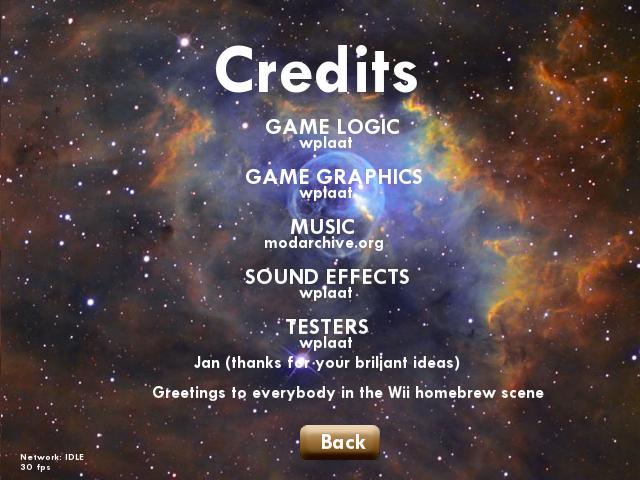 Credits
GAME LOGIC
wplaat
GAME GRAPHICS
wplaat
MUSIC
modarchive.org
SOUND EFFECTS
wplaat
TESTERS
wplaat
Jan (thanks for your briljant ideas)
Greetings to everybody in the Wii homebrew scene
Back
Network: IDLE
30 fps